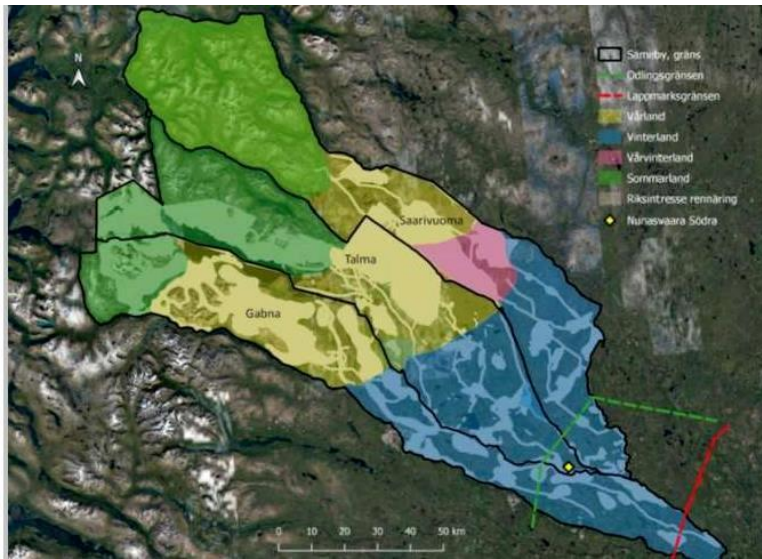 N
Sameby, gräns
Odlingsgränsen
Lappmarksgränsen
Vårland
Vinterland
Vårvinterland
Sommarland
Riksintresse rennäring
Nunasvaara Södra
Saarivuoma
Talma
Gabna
0 10 20 30 40 50 km